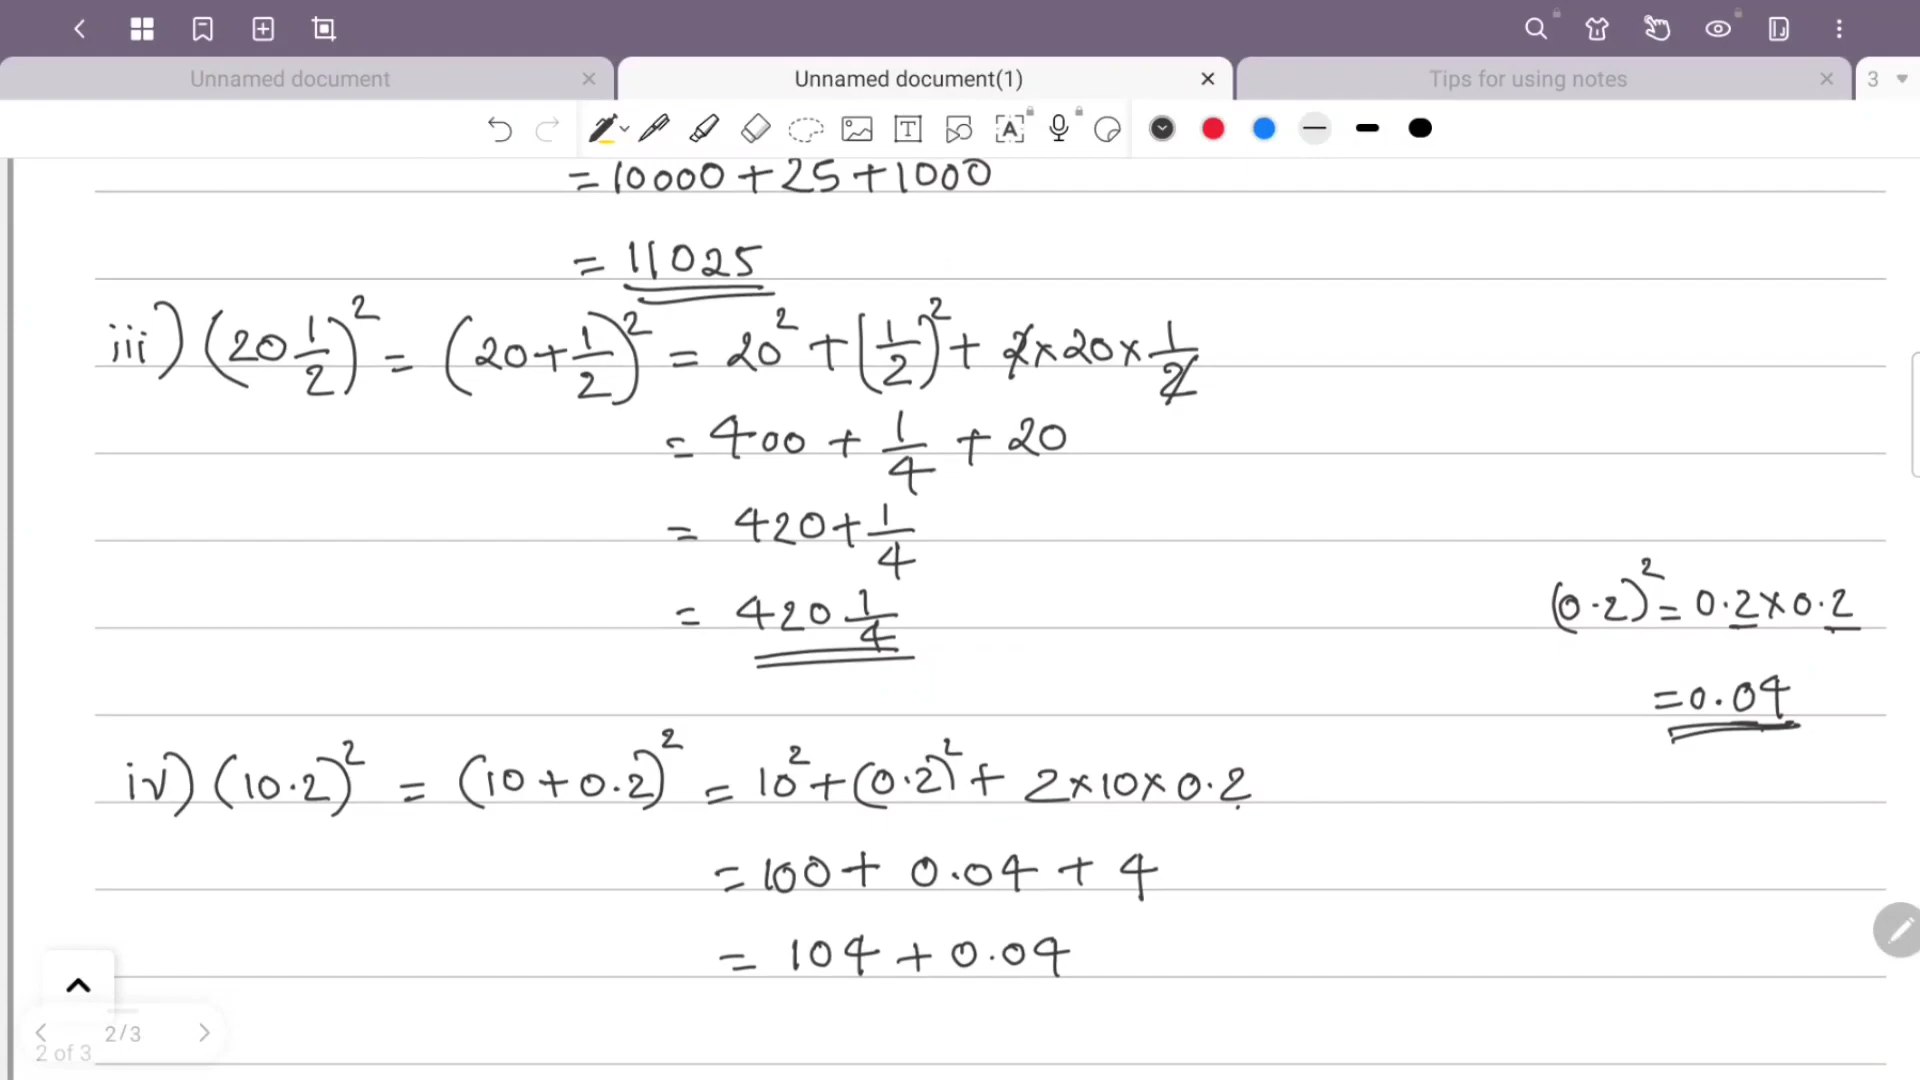 Unnamed document
Unnamed document(1)
Tips for using notes
3
= 10000 + 25 + 1000
= 11025
iii) (20 1/2)² = (20 + 1/2)² = 20² + (1/2)² + 2 × 20 × 1/2
= 400 + 1/4 + 20
= 420 + 1/4
= 420 1/4
(0.2)² = 0.2 × 0.2
= 0.04
iv) (10.2)² = (10 + 0.2)² = 10² + (0.2)² + 2 × 10 × 0.2
= 100 + 0.04 + 4
= 104 + 0.04
2/3
2 of 3